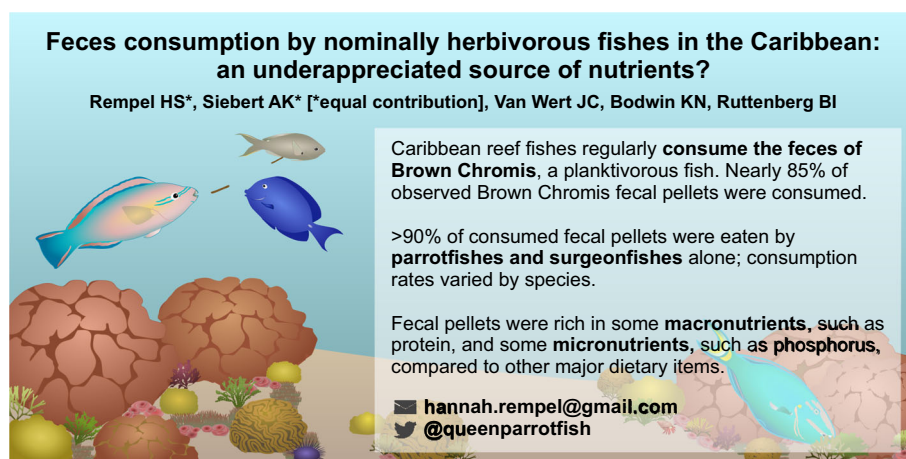 Feces consumption by nominally herbivorous fishes in the Caribbean:
an underappreciated source of nutrients?
Rempel HS*, Siebert AK* [*equal contribution], Van Wert JC, Bodwin KN, Ruttenberg BI
Caribbean reef fishes regularly consume the feces of
Brown Chromis, a planktivorous fish. Nearly 85% of
observed Brown Chromis fecal pellets were consumed.
>90% of consumed fecal pellets were eaten by
parrotfishes and surgeonfishes alone; consumption
rates varied by species.
Fecal pellets were rich in some macronutrients, such as
protein, and some micronutrients, such as phosphorus,
compared to other major dietary items.
hannah.rempel@gmail.com
@queenparrotfish